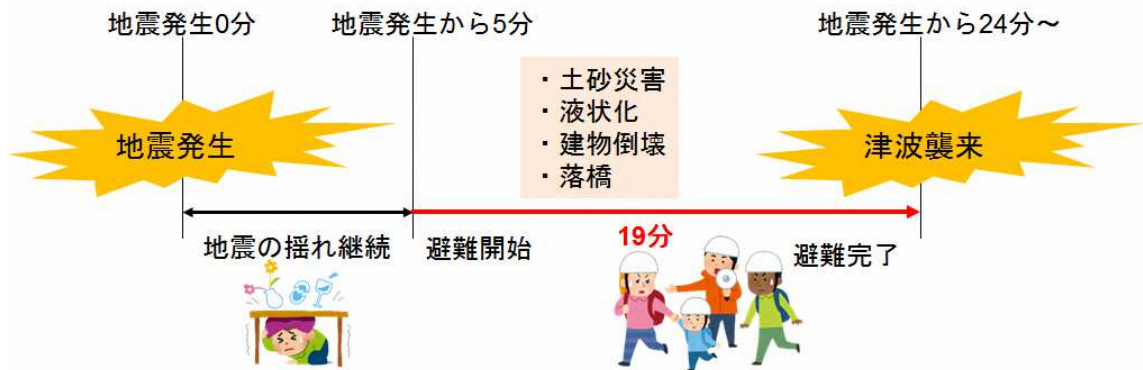 地震発生0分
地震発生から5分
地震発生から24分～
・土砂災害
・液状化
・建物倒壊
・落橋
地震発生
津波襲来
地震の揺れ継続
避難開始
19分
避難完了